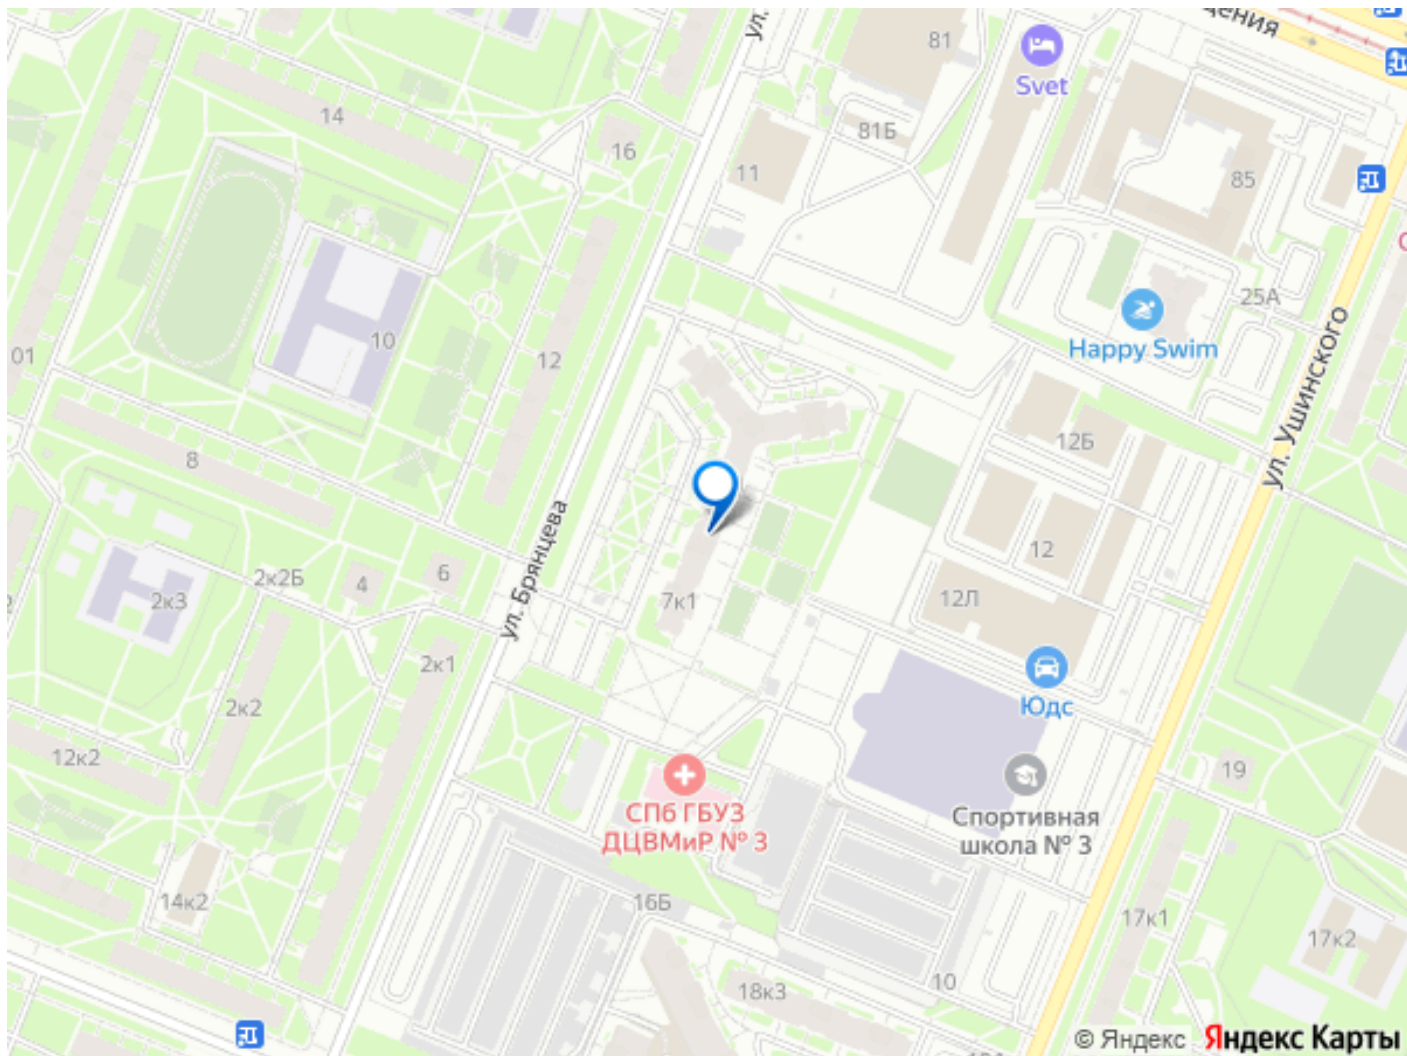 ул.
81
Svet
14
16
81Б
11
85
25А
Happy Swim
ул. Ушинского
10
12
01
8
12Б
12
ул. Брянцева
2к2Б
4
6
2к3
7к1
12Л
2к1
Юдс
2к2
12к2
19
СПб ГБУЗ
ДЦВМиР № 3
Спортивная
школа № 3
14к2
16Б
17к1
17к2
10
18к3
© Яндекс
Яндекс Карты